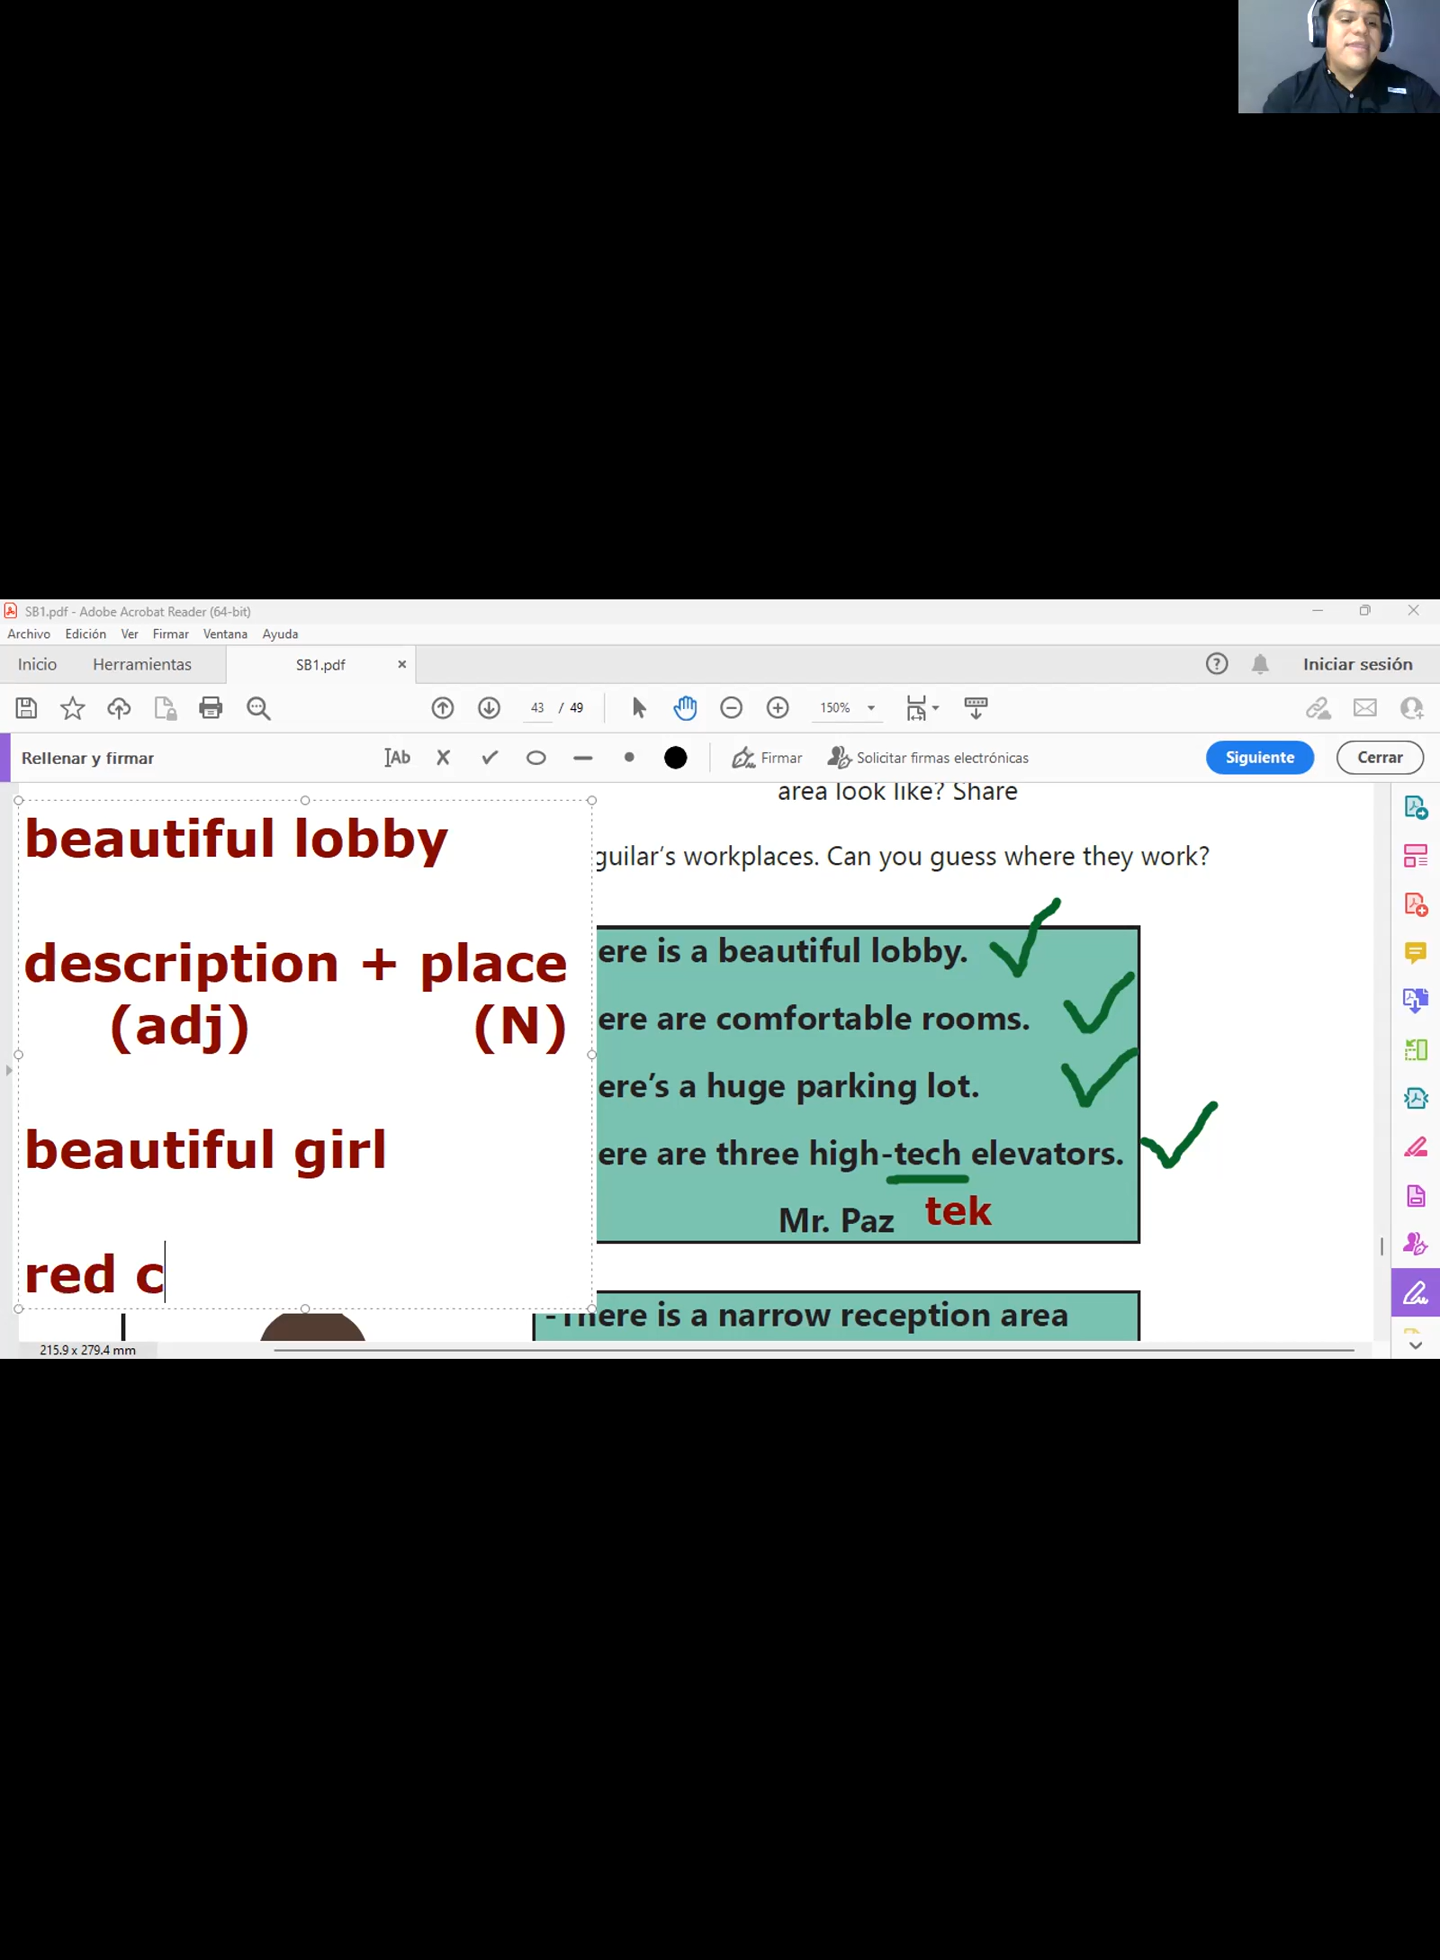 SB1.pdf - Adobe Acrobat Reader (64-bit)
Archivo Edición Ver Firmar Ventana Ayuda
Inicio Herramientas SB1.pdf × Iniciar sesión
43 / 49 150%
Rellenar y firmar Ab Firmar Solicitar firmas electrónicas Siguiente Cerrar
area look like? Share
guilar's workplaces. Can you guess where they work?
beautiful lobby
description + place
(adj) (N)
beautiful girl
red c
ere is a beautiful lobby.
ere are comfortable rooms.
ere's a huge parking lot.
ere are three high-tech elevators.
Mr. Paz tek
-There is a narrow reception area
215.9 x 279.4 mm